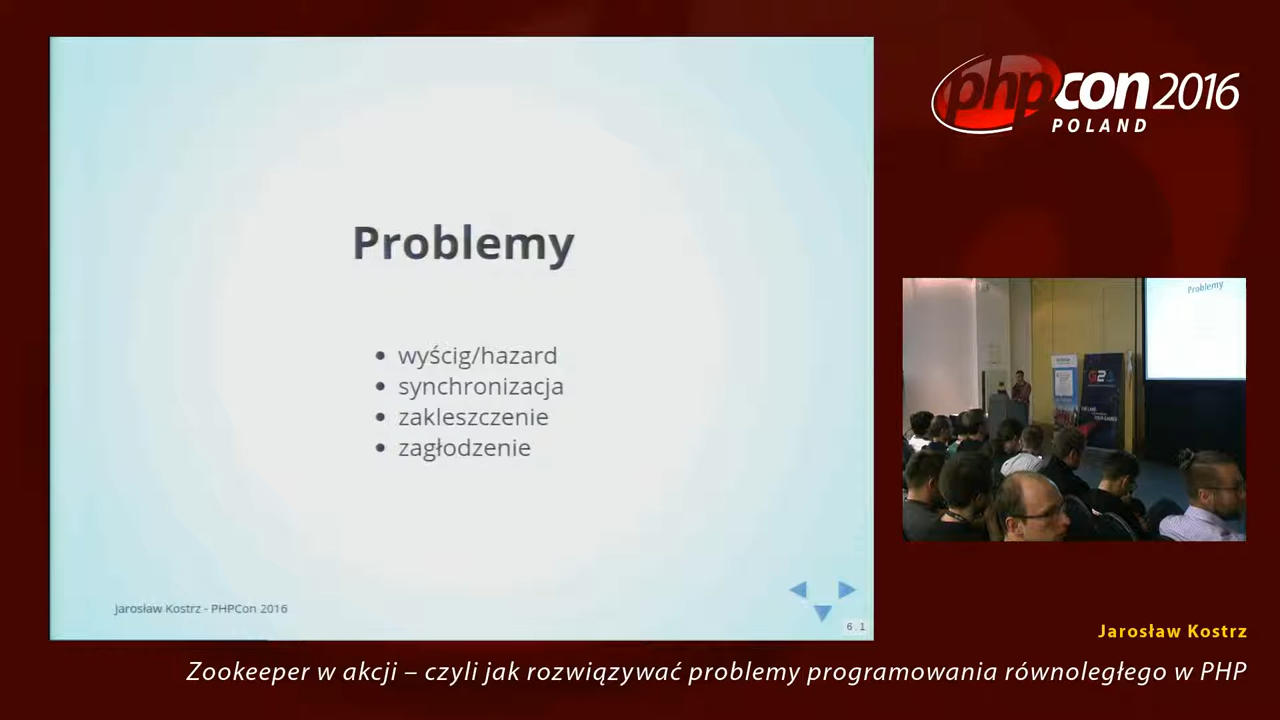 phpcon 2016
POLAND
Problemy
wyścig/hazard
synchronizacja
zakleszczenie
zagłodzenie
Jarosław Kostrz - PHPCon 2016
6.1
Problemy
G2A
Jarosław Kostrz
Zookeeper w akcji – czyli jak rozwiązywać problemy programowania równoległego w PHP